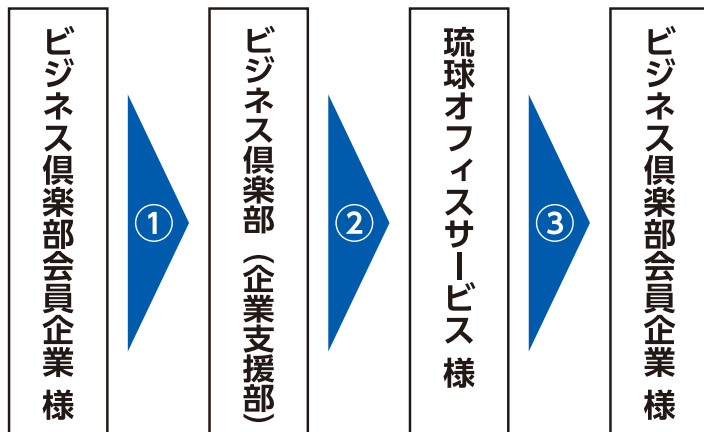 ビジネス倶楽部会員企業 様
①
ビジネス倶楽部（企業支援部）
②
琉球オフィスサービス 様
③
ビジネス倶楽部会員企業 様